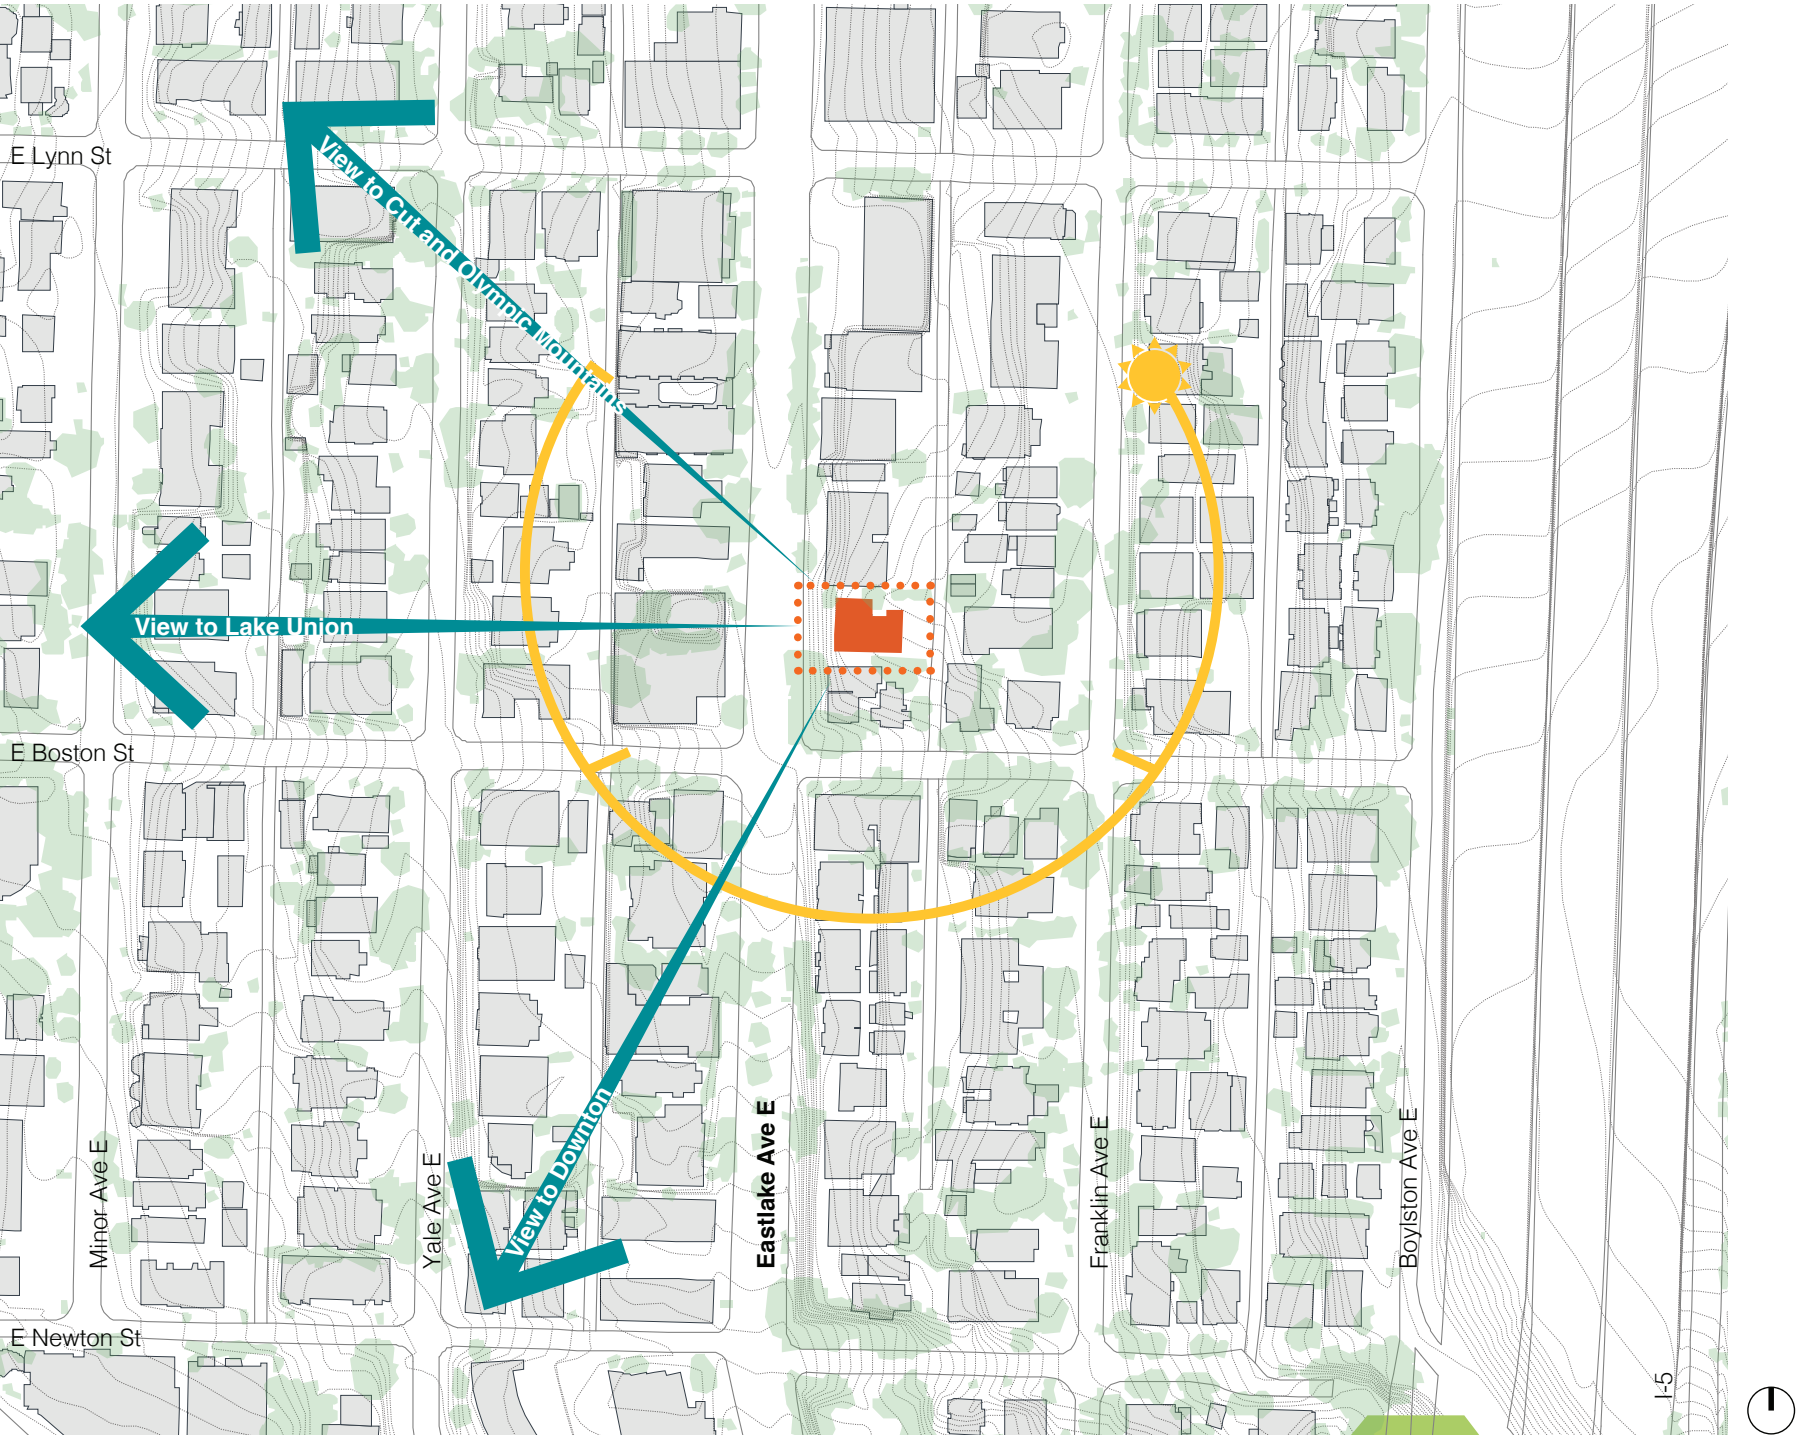 E Lynn St
View to Cut and Olympic Mountains
View to Lake Union
E Boston St
View to Downton
Minor Ave E
Yale Ave E
Eastlake Ave E
Franklin Ave E
Boylston Ave E
E Newton St
I-5